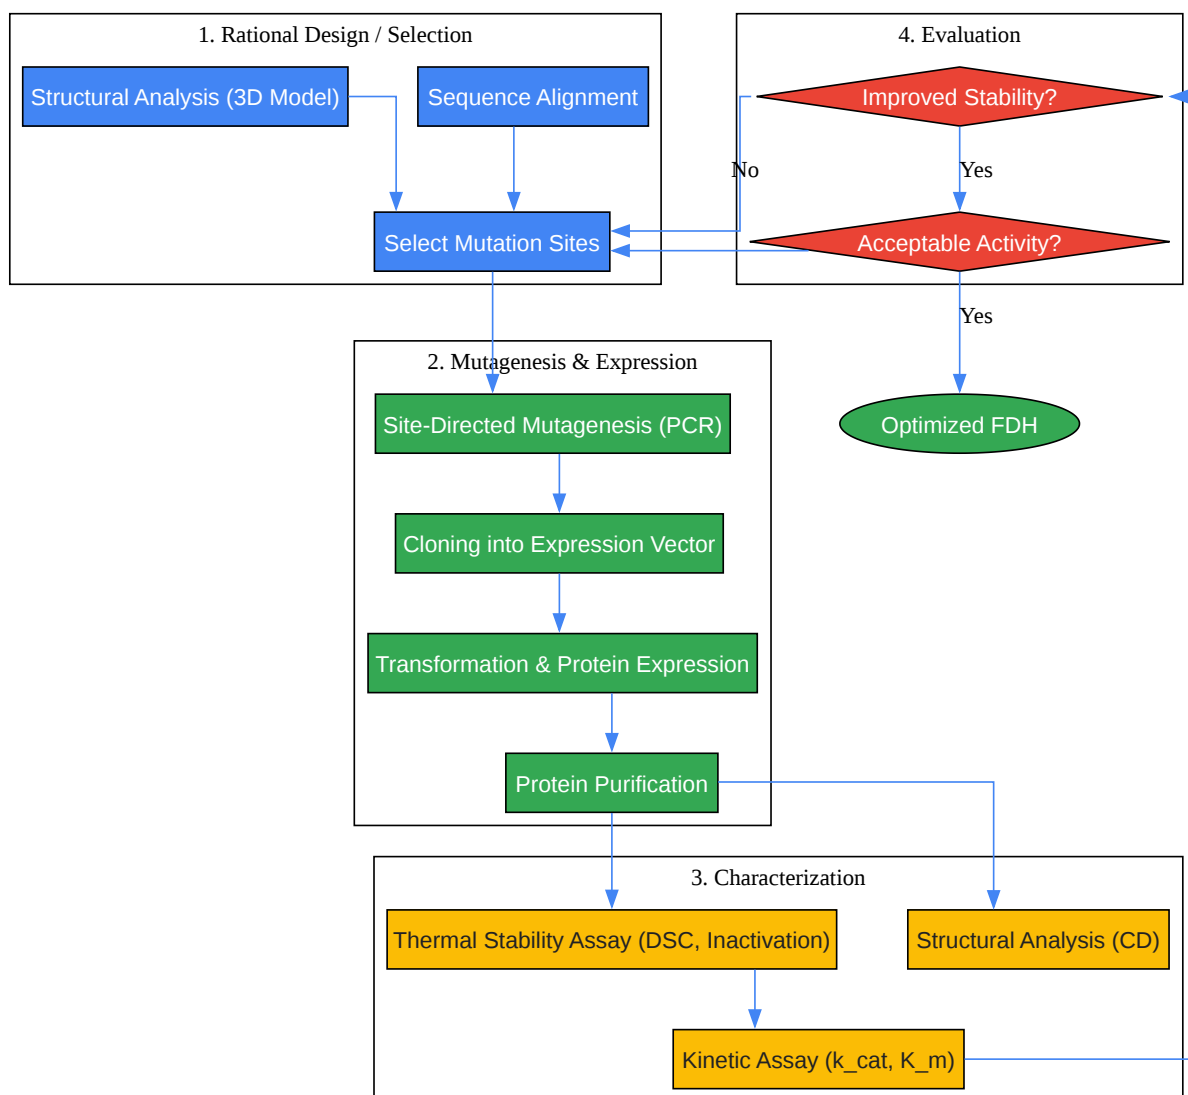 1. Rational Design / Selection
Structural Analysis (3D Model)
Sequence Alignment
Select Mutation Sites
4. Evaluation
Improved Stability?
No
Yes
Acceptable Activity?
Yes
Optimized FDH
2. Mutagenesis & Expression
Site-Directed Mutagenesis (PCR)
Cloning into Expression Vector
Transformation & Protein Expression
Protein Purification
3. Characterization
Thermal Stability Assay (DSC, Inactivation)
Structural Analysis (CD)
Kinetic Assay (k_cat, K_m)